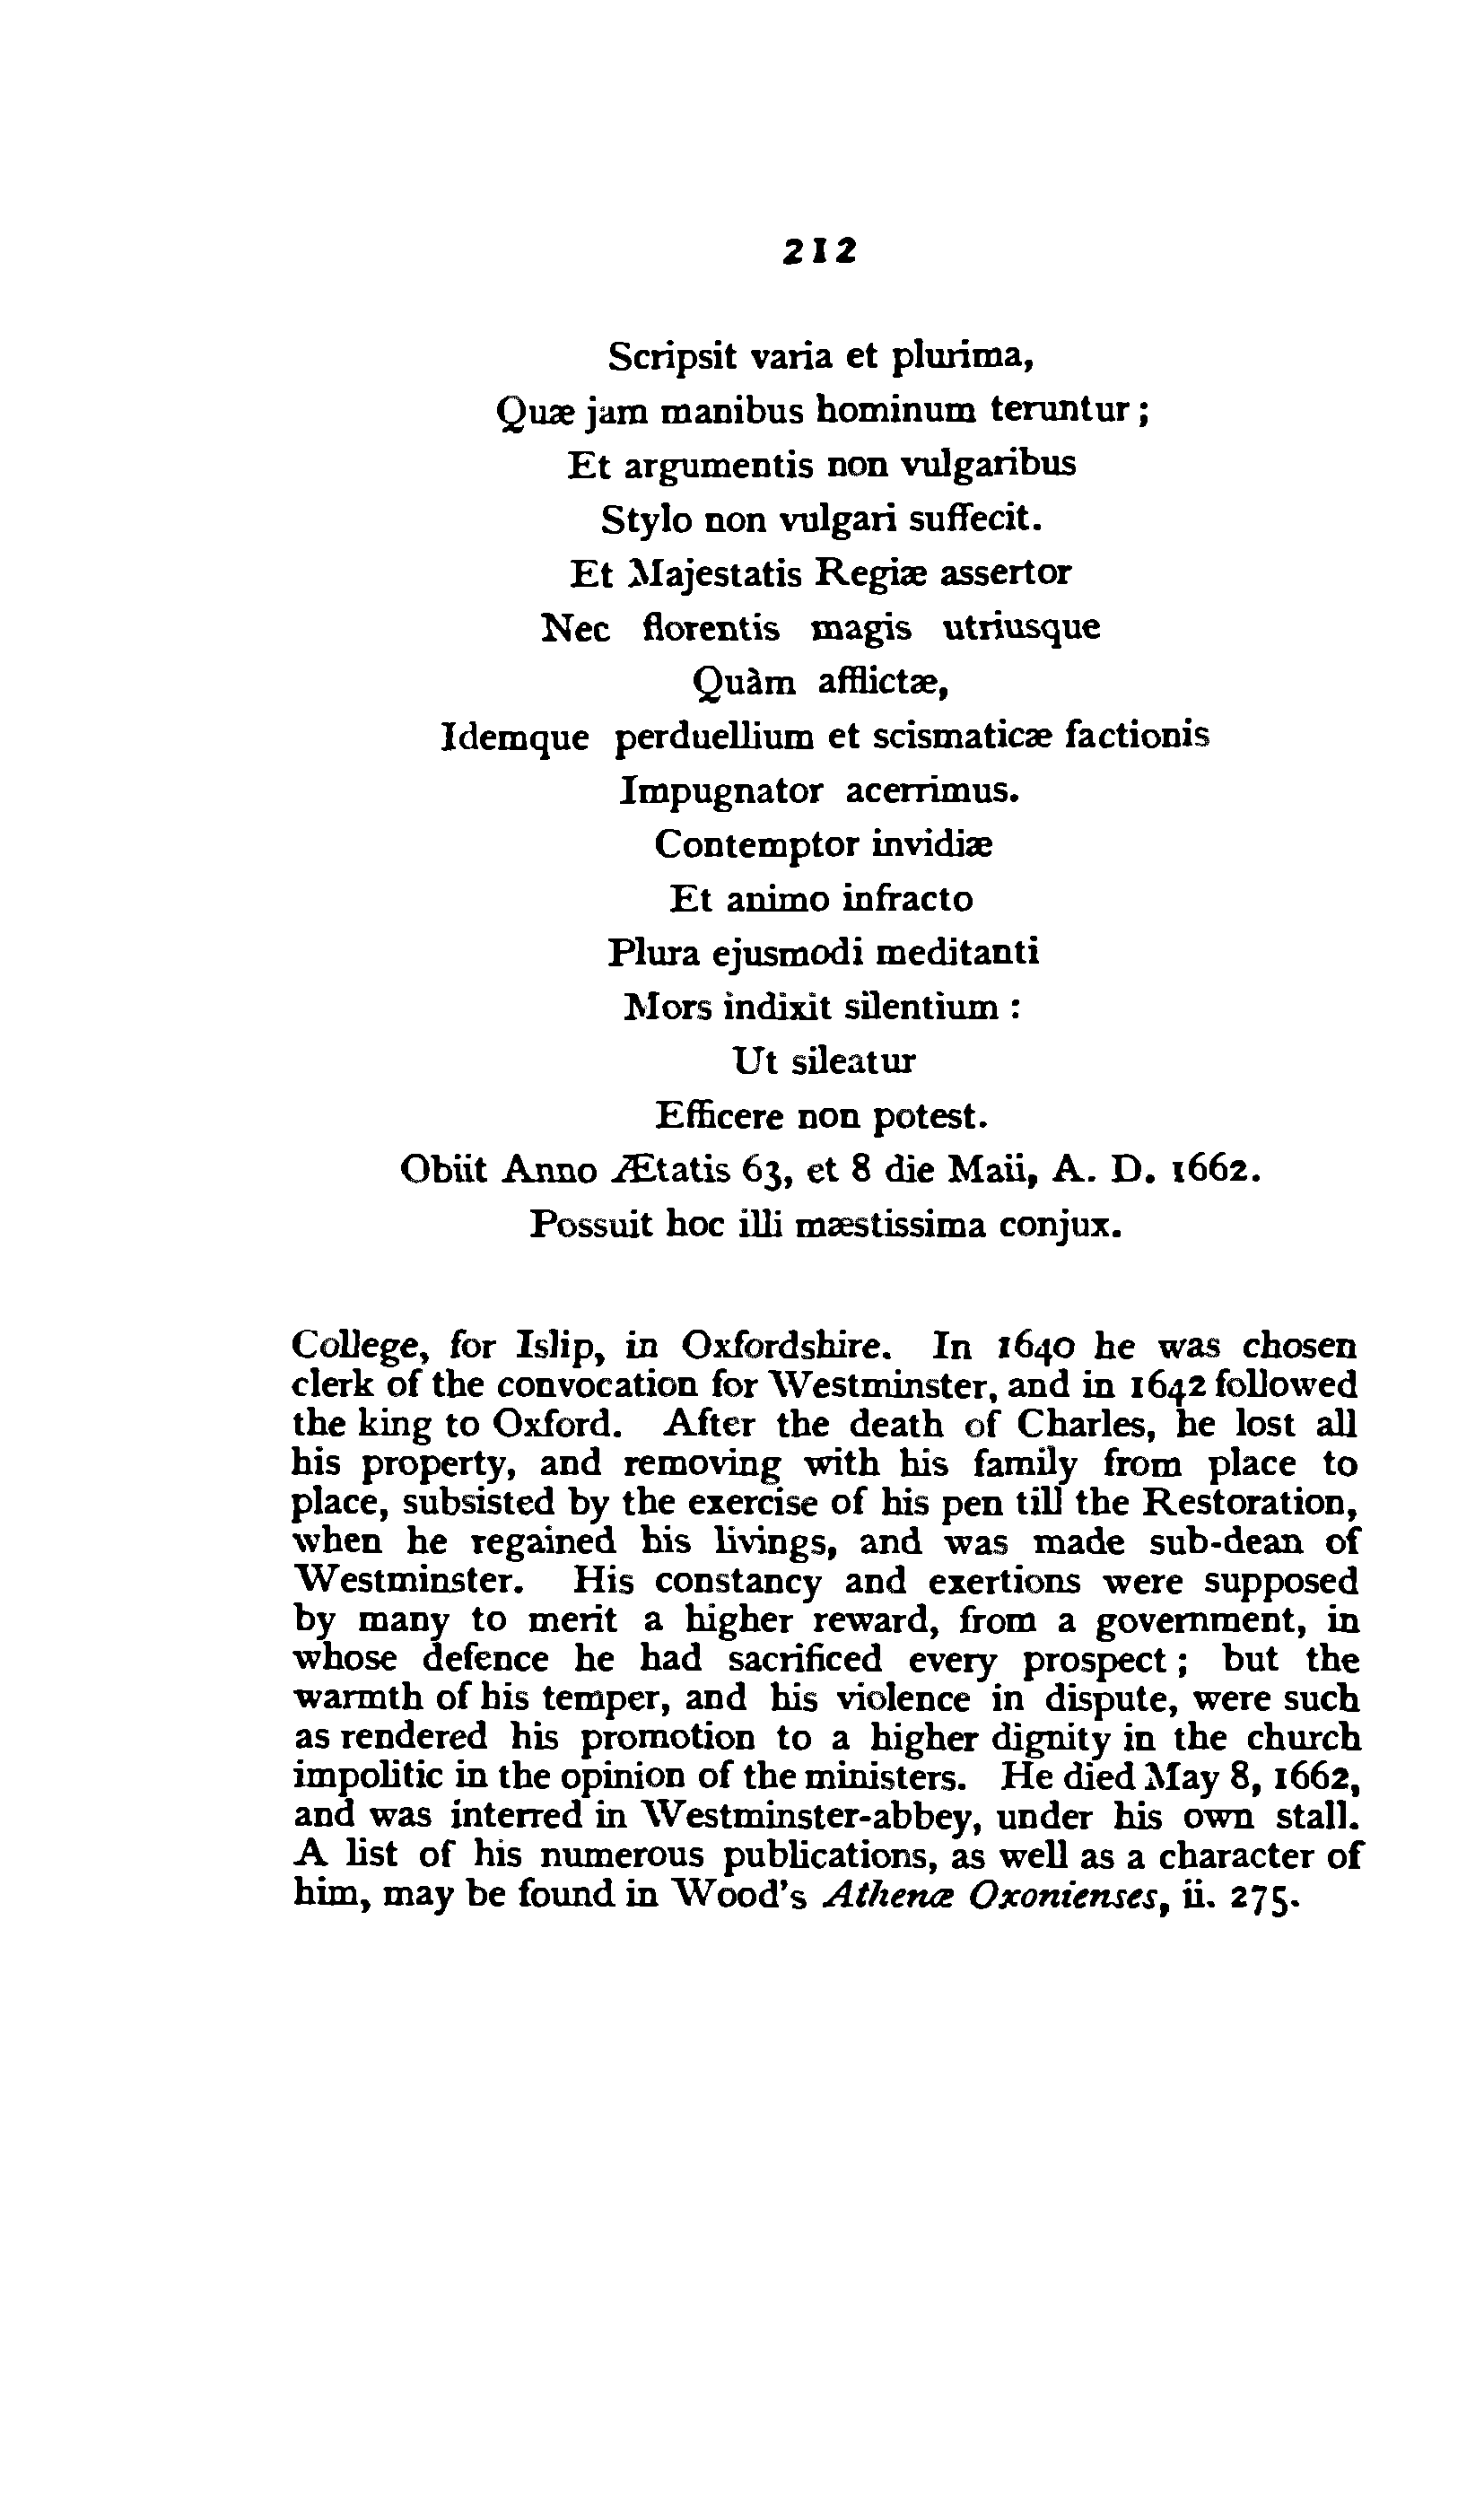 212
Scripsit varia et plurima,
Quæ jam manibus hominum teruntur;
Et argumentis non vulgaribus
Stylo non vulgari suffecit.
Et Majestatis Regiæ assertor
Nec florentis magis utriusque
Quàm afflictæ,
Idemque perduellium et scismaticæ factionis
Impugnator acerrimus.
Contemptor invidiæ
Et animo infracto
Plura ejusmodi meditanti
Mors indixit silentium :
Ut sileatur
Efficere non potest.
Obiit Anno Ætatis 63, et 8 die Maii, A. D. 1662.
Possuit hoc illi mæstissima conjux.
College, for Islip, in Oxfordshire. In 1640 he was chosen
clerk of the convocation for Westminster, and in 1642 followed
the king to Oxford. After the death of Charles, he lost all
his property, and removing with his family from place to
place, subsisted by the exercise of his pen till the Restoration,
when he regained his livings, and was made sub-dean of
Westminster. His constancy and exertions were supposed
by many to merit a higher reward, from a government, in
whose defence he had sacrificed every prospect; but the
warmth of his temper, and his violence in dispute, were such
as rendered his promotion to a higher dignity in the church
impolitic in the opinion of the ministers. He died May 8, 1662,
and was interred in Westminster-abbey, under his own stall.
A list of his numerous publications, as well as a character of
him, may be found in Wood's Athenæ Oxonienses, ii. 275.